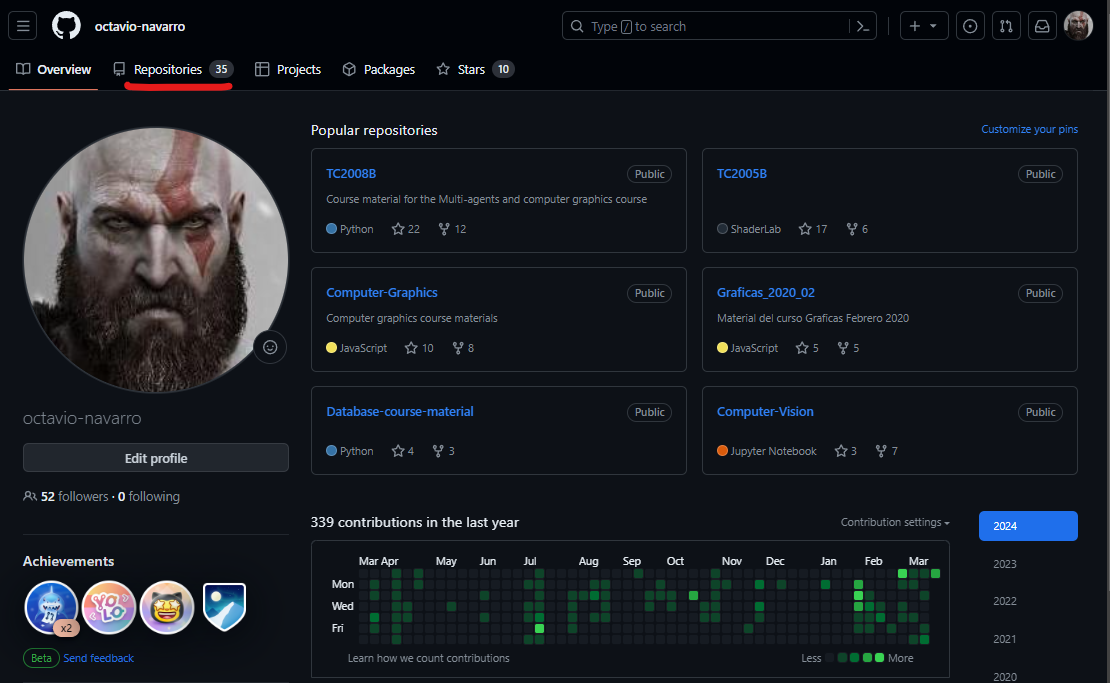 octavio-navarro
Type / to search
Overview
Repositories 35
Projects
Packages
Stars 10
octavio-navarro
Edit profile
52 followers · 0 following
Achievements
YOLO
x2
Beta Send feedback
Popular repositories
Customize your pins
TC2008B Public
Course material for the Multi-agents and computer graphics course
Python 22 12
TC2005B Public
ShaderLab 17 6
Computer-Graphics Public
Computer graphics course materials
JavaScript 10 8
Graficas_2020_02 Public
Material del curso Graficas Febrero 2020
JavaScript 5 5
Database-course-material Public
Python 4 3
Computer-Vision Public
Jupyter Notebook 3 7
339 contributions in the last year
Contribution settings
Mar Apr May Jun Jul Aug Sep Oct Nov Dec Jan Feb Mar
Mon
Wed
Fri
Learn how we count contributions
Less More
2024
2023
2022
2021
2020